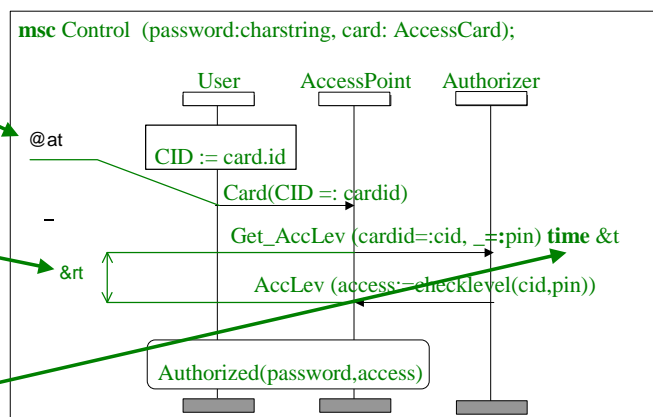 msc Control (password:charstring, card: AccessCard);
User AccessPoint Authorizer
@at
CID := card.id
Card(CID =: cardid)
Get_AccLev (cardid=:cid, _=:pin) time &t
&rt
AccLev (access:=checklevel(cid,pin))
Authorized(password,access)